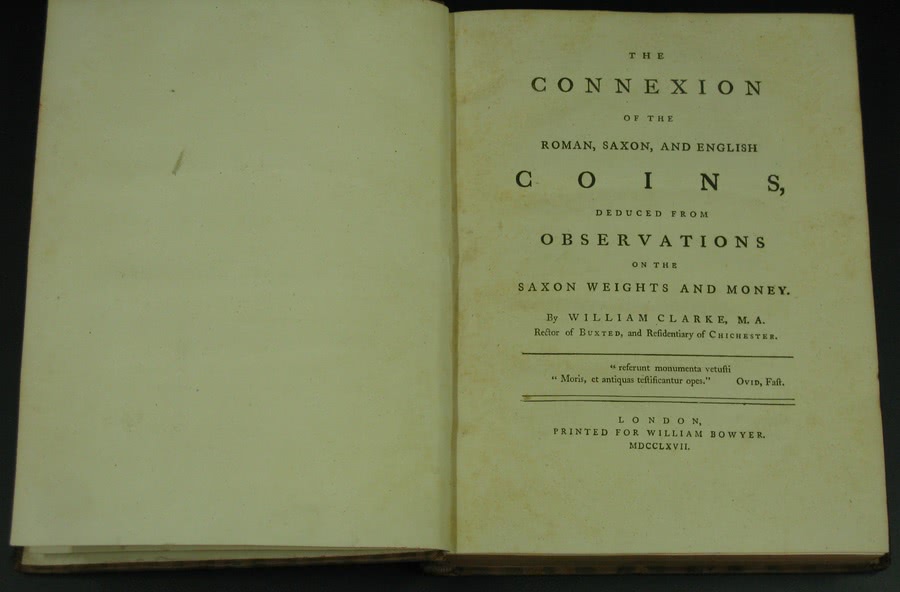 THE
CONNEXION
OF THE
ROMAN, SAXON, AND ENGLISH
COINS,
DEDUCED FROM
OBSERVATIONS
ON THE
SAXON WEIGHTS AND MONEY.
By WILLIAM CLARKE, M. A.
Rector of BUXTED, and Reſidentiary of CHICHESTER.
“ referunt monumenta vetuſti
“ Moris, et antiquas teſtificantur opes.” OVID, Faſt.
LONDON,
PRINTED FOR WILLIAM BOWYER.
MDCCLXVII.